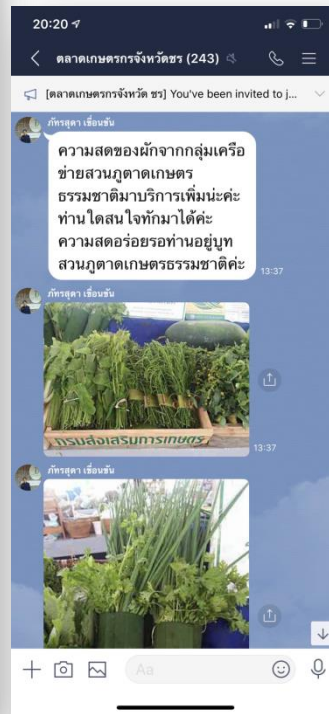 20:20
ตลาดเกษตรกรจังหวัดชร (243)
[ตลาดเกษตรกรจังหวัด ชร] You've been invited to j...
ภัทรสุดา เชื่อนชัน
ความสดของผักจากกลุ่มเครือ
ข่ายสวนภูตาดเกษตร
ธรรมชาติมาบริการเพิ่มน่ะค่ะ
ท่านใดสนใจทักมาได้ค่ะ
ความสดอร่อยรอท่านอยู่บูท
สวนภูตาดเกษตรธรรมชาติค่ะ
13:37
ภัทรสุดา เชื่อนชัน
กรมส่งเสริมการเกษตร
13:37
ภัทรสุดา เชื่อนชัน
Aa